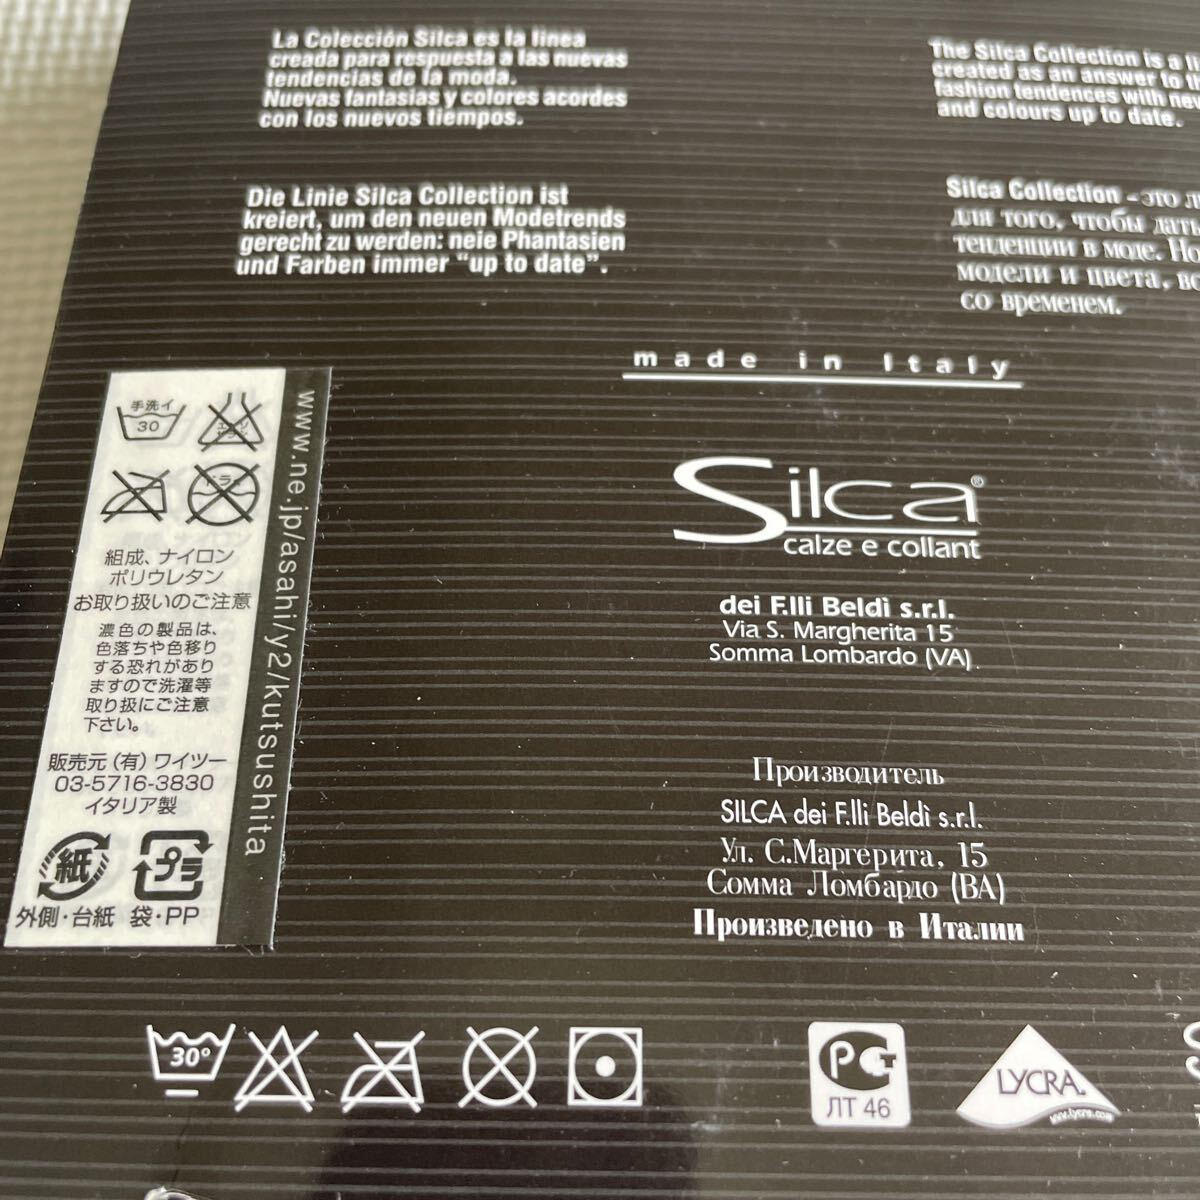 La Colección Silca es la linea
creada para respuesta a las nuevas
tendencias de la moda.
Nuevas fantasias y colores acordes
con los nuevos tiempos.
The Silca Collection is a
created as an answer to
fashion tendences with
and colours up to date.
Die Linie Silca Collection ist
kreiert, um den neuen Modetrends
gerecht zu werden: neie Phantasien
und Farben immer "up to date".
Silca Collection - это
для того, чтобы
тенденции в моде.
модели и цвета,
со временем.
made in Italy
Silca®
calze e collant
dei F.lli Beldì s.r.l.
Via S. Margherita 15
Somma Lombardo (VA)
Производитель
SILCA dei F.lli Beldì s.r.l.
Ул. С.Маргерита, 15
Сомма Ломбардо (ВА)
Произведено в Италии
手洗イ
30
組成、ナイロン
ポリウレタン
お取り扱いのご注意
濃色の製品は、
色落ちや色移り
する恐れがあり
ますので洗濯等
取り扱にご注意
下さい。
販売元 (有) ワイツー
03-5716-3830
イタリア製
紙 プラ
外側・台紙 袋・PP
www.ne.jp/asahi/y2/kutsushita
30°
РСТ
ЛТ 46
LYCRA.
www.lycra.com